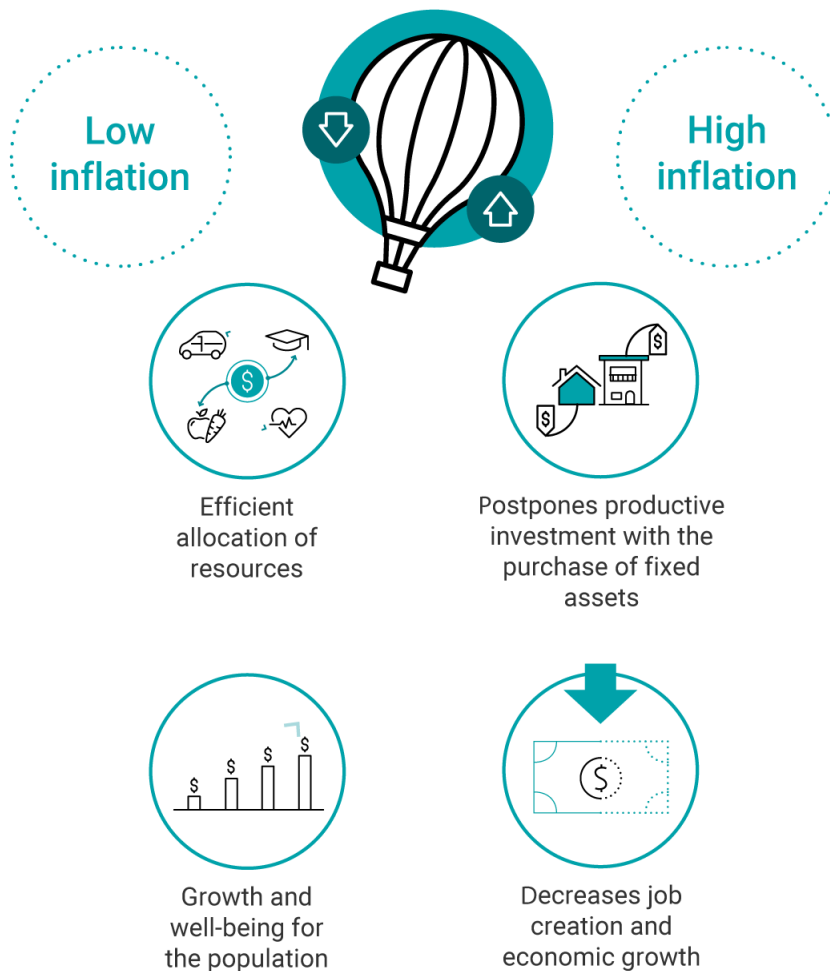 Low
inflation
High
inflation
$
$
$
Efficient
allocation of
resources
Postpones productive
investment with the
purchase of fixed
assets
$
$
$
$
$
Growth and
well-being for
the population
Decreases job
creation and
economic growth